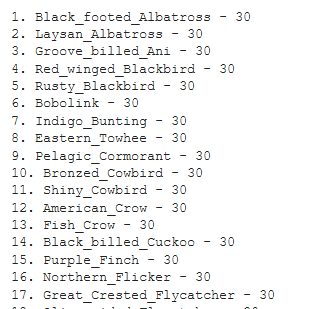 1. Black_footed_Albatross - 30
2. Laysan_Albatross - 30
3. Groove_billed_Ani - 30
4. Red_winged_Blackbird - 30
5. Rusty_Blackbird - 30
6. Bobolink - 30
7. Indigo_Bunting - 30
8. Eastern_Towhee - 30
9. Pelagic_Cormorant - 30
10. Bronzed_Cowbird - 30
11. Shiny_Cowbird - 30
12. American_Crow - 30
13. Fish_Crow - 30
14. Black_billed_Cuckoo - 30
15. Purple_Finch - 30
16. Northern_Flicker - 30
17. Great_Crested_Flycatcher - 30